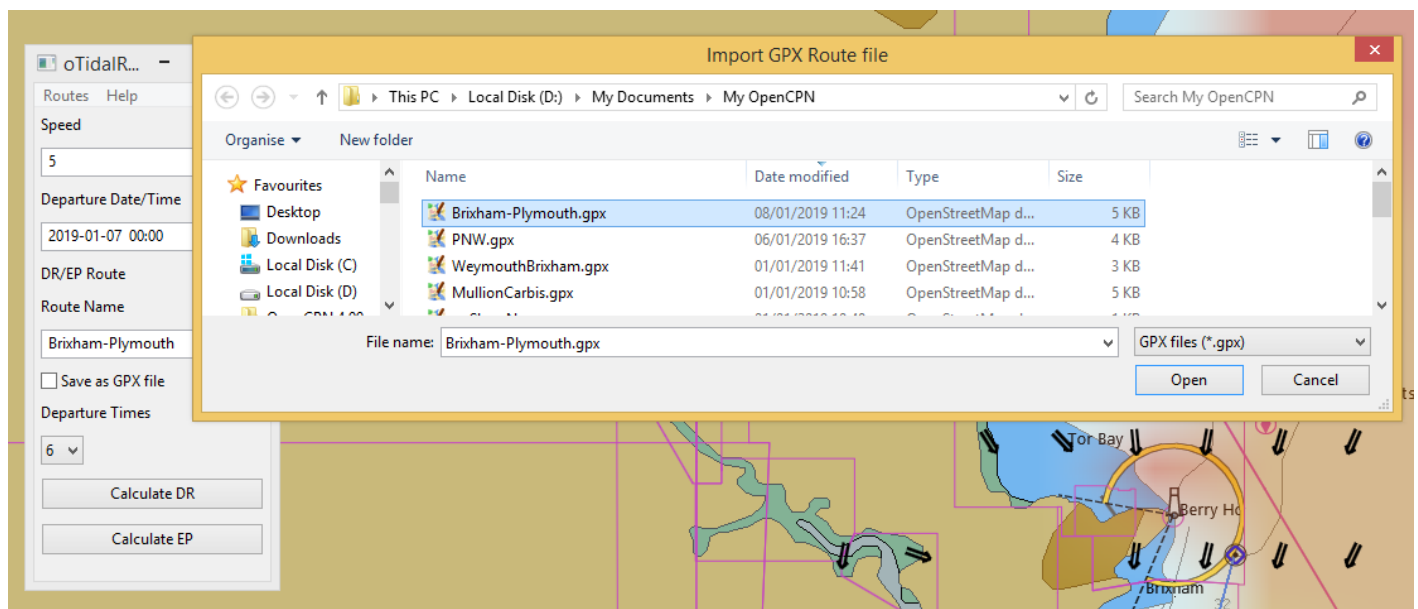 oTidalR...
Routes Help
Speed
5
Departure Date/Time
2019-01-07 00:00
DR/EP Route
Route Name
Brixham-Plymouth
Save as GPX file
Departure Times
6
Calculate DR
Calculate EP
Import GPX Route file
This PC Local Disk (D:) My Documents My OpenCPN
Search My OpenCPN
Organise New folder
Favourites
Desktop
Downloads
Local Disk (C)
Local Disk (D)
Name Date modified Type Size
Brixham-Plymouth.gpx 08/01/2019 11:24 OpenStreetMap d... 5 KB
PNW.gpx 06/01/2019 16:37 OpenStreetMap d... 4 KB
WeymouthBrixham.gpx 01/01/2019 11:41 OpenStreetMap d... 3 KB
MullionCarbis.gpx 01/01/2019 10:58 OpenStreetMap d... 5 KB
File name: Brixham-Plymouth.gpx
GPX files (*.gpx)
Open Cancel
ts
Tor Bay
Berry He
Brixham
32